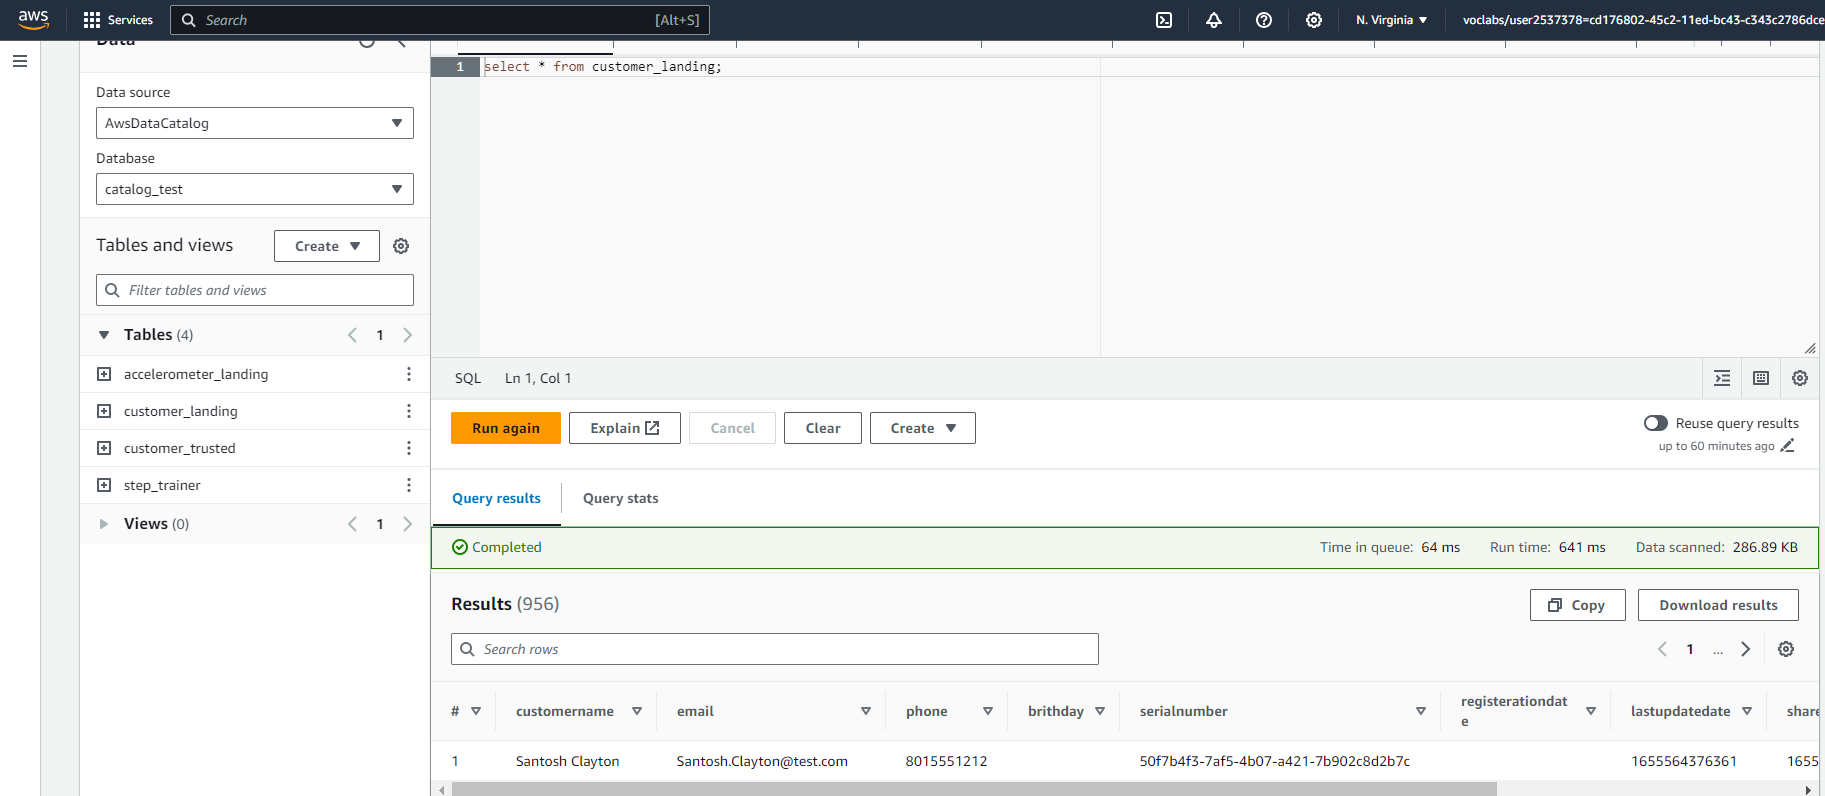 aws
Services
Search
[Alt+S]
N. Virginia
voclabs/user2537378=cd176802-45c2-11ed-bc43-c343c2786dce
Data
Data source
AwsDataCatalog
Database
catalog_test
Tables and views
Create
Filter tables and views
Tables (4)
1
accelerometer_landing
customer_landing
customer_trusted
step_trainer
Views (0)
1
1 select * from customer_landing;
SQL
Ln 1, Col 1
Run again
Explain
Cancel
Clear
Create
Reuse query results
up to 60 minutes ago
Query results
Query stats
Completed
Time in queue: 64 ms
Run time: 641 ms
Data scanned: 286.89 KB
Results (956)
Copy
Download results
Search rows
1 ...
# customername email phone brithday serialnumber registerationdat
e lastupdatedate share
1 Santosh Clayton Santosh.Clayton@test.com 8015551212 50f7b4f3-7af5-4b07-a421-7b902c8d2b7c 1655564376361 1655